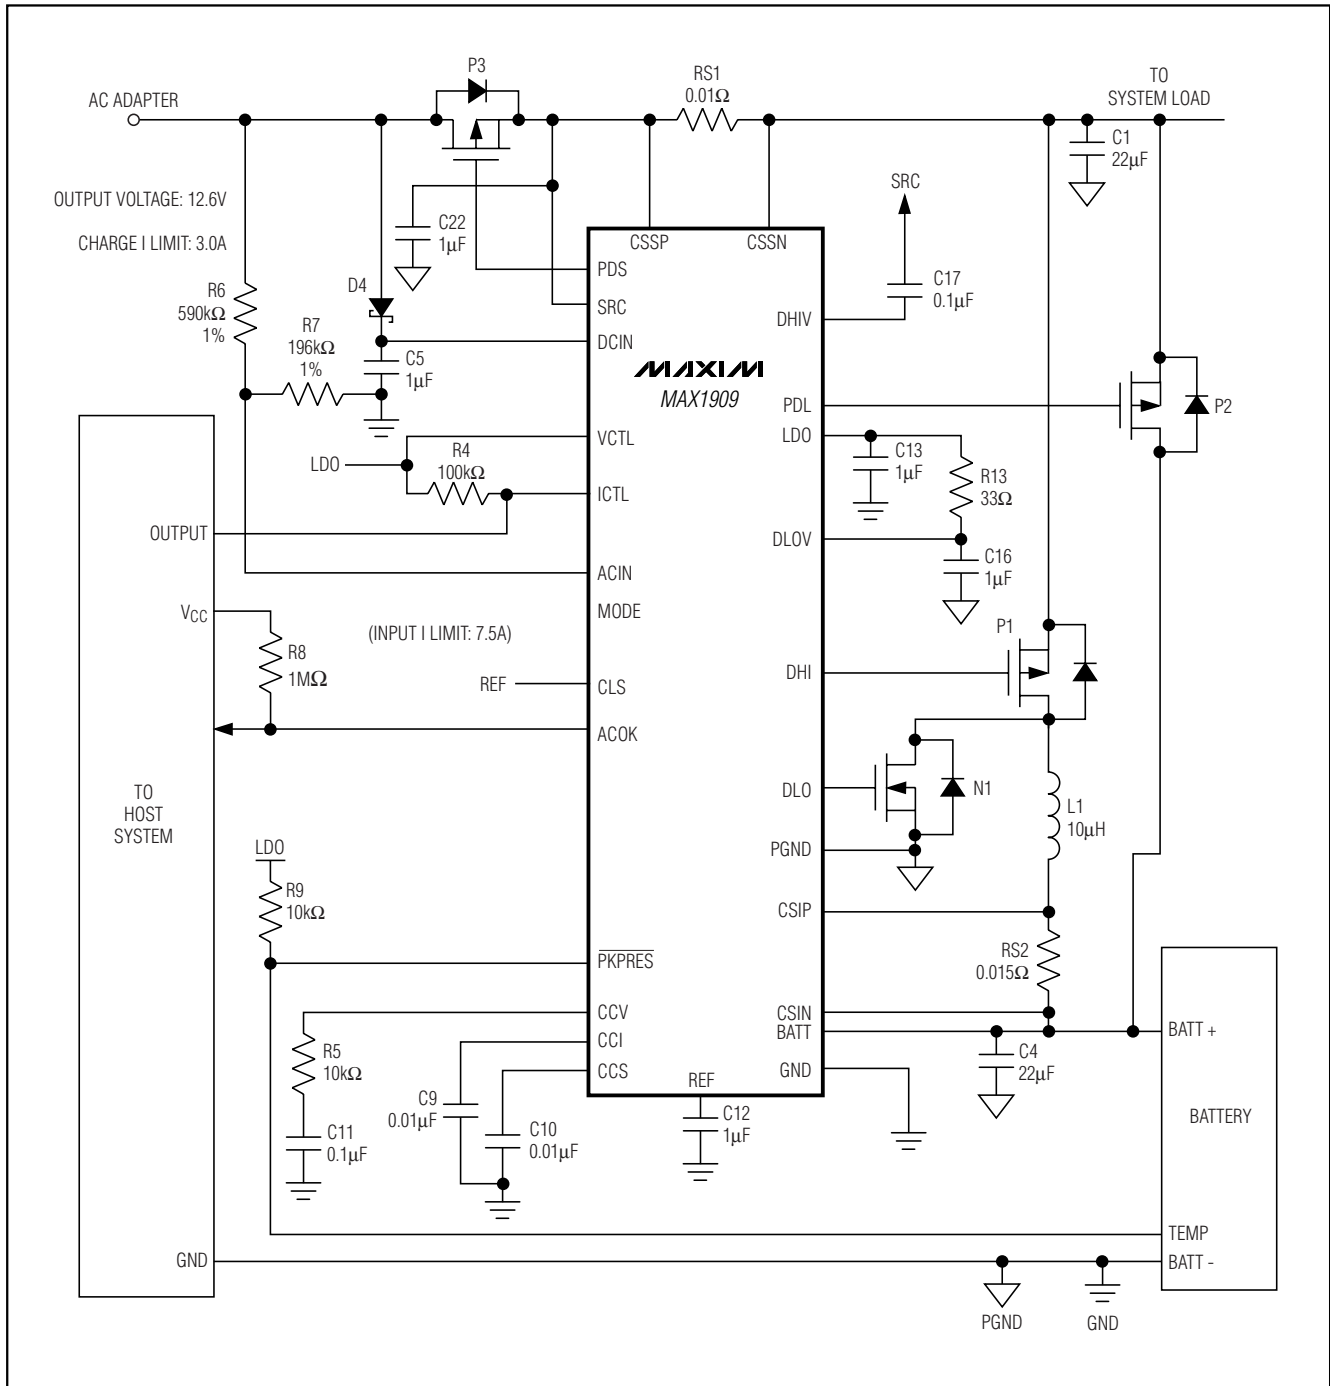 P3
RS1
0.01Ω
TO
SYSTEM LOAD
AC ADAPTER
C1
22µF
OUTPUT VOLTAGE: 12.6V
CHARGE I LIMIT: 3.0A
SRC
C22
1µF
CSSP
CSSN
PDS
D4
C17
0.1µF
R6
590kΩ
1%
SRC
DHIV
R7
196kΩ
1%
DCIN
C5
1µF
MAXIM
MAX1909
PDL
P2
LDO
VCTL
LDO
R4
100kΩ
C13
1µF
R13
33Ω
ICTL
OUTPUT
DLOV
C16
1µF
ACIN
VCC
MODE
(INPUT I LIMIT: 7.5A)
P1
R8
1MΩ
DHI
REF
CLS
ACOK
TO
HOST
SYSTEM
DLO
N1
L1
10µH
LDO
PGND
R9
10kΩ
CSIP
RS2
0.015Ω
PKPRES
CCV
CSIN
BATT
BATT +
CCI
R5
10kΩ
C4
22µF
CCS
REF
GND
C9
0.01µF
C12
1µF
BATTERY
C11
0.1µF
C10
0.01µF
TEMP
GND
BATT -
PGND
GND